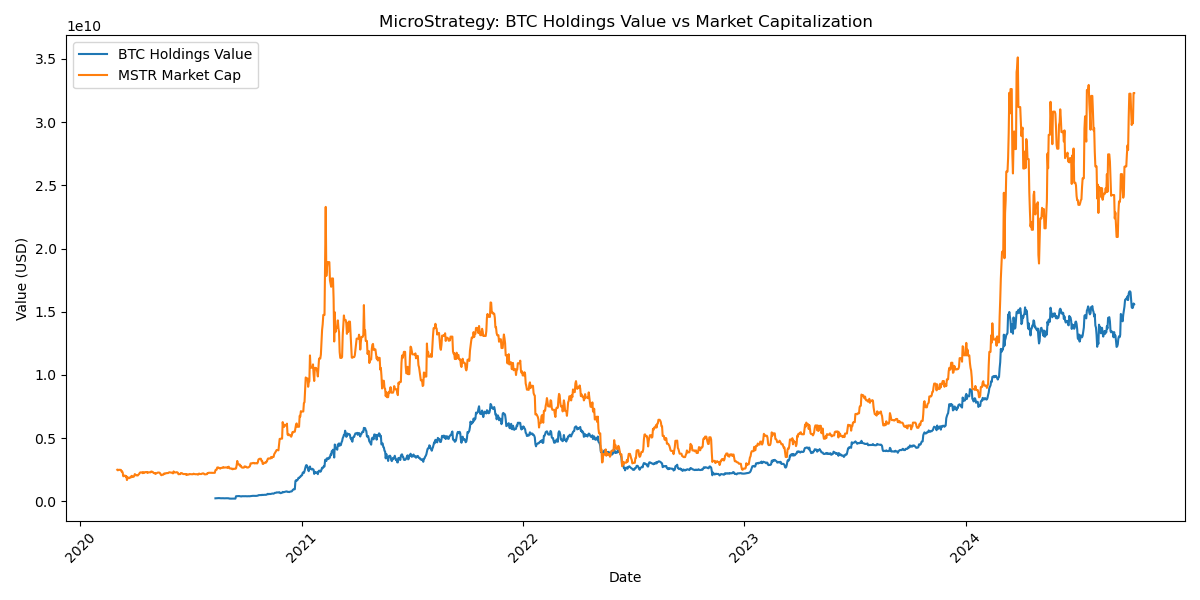 MicroStrategy: BTC Holdings Value vs Market Capitalization
1e10
BTC Holdings Value
MSTR Market Cap
3.5
3.0
2.5
2.0
1.5
1.0
0.5
0.0
Value (USD)
2020
2021
2022
2023
2024
Date